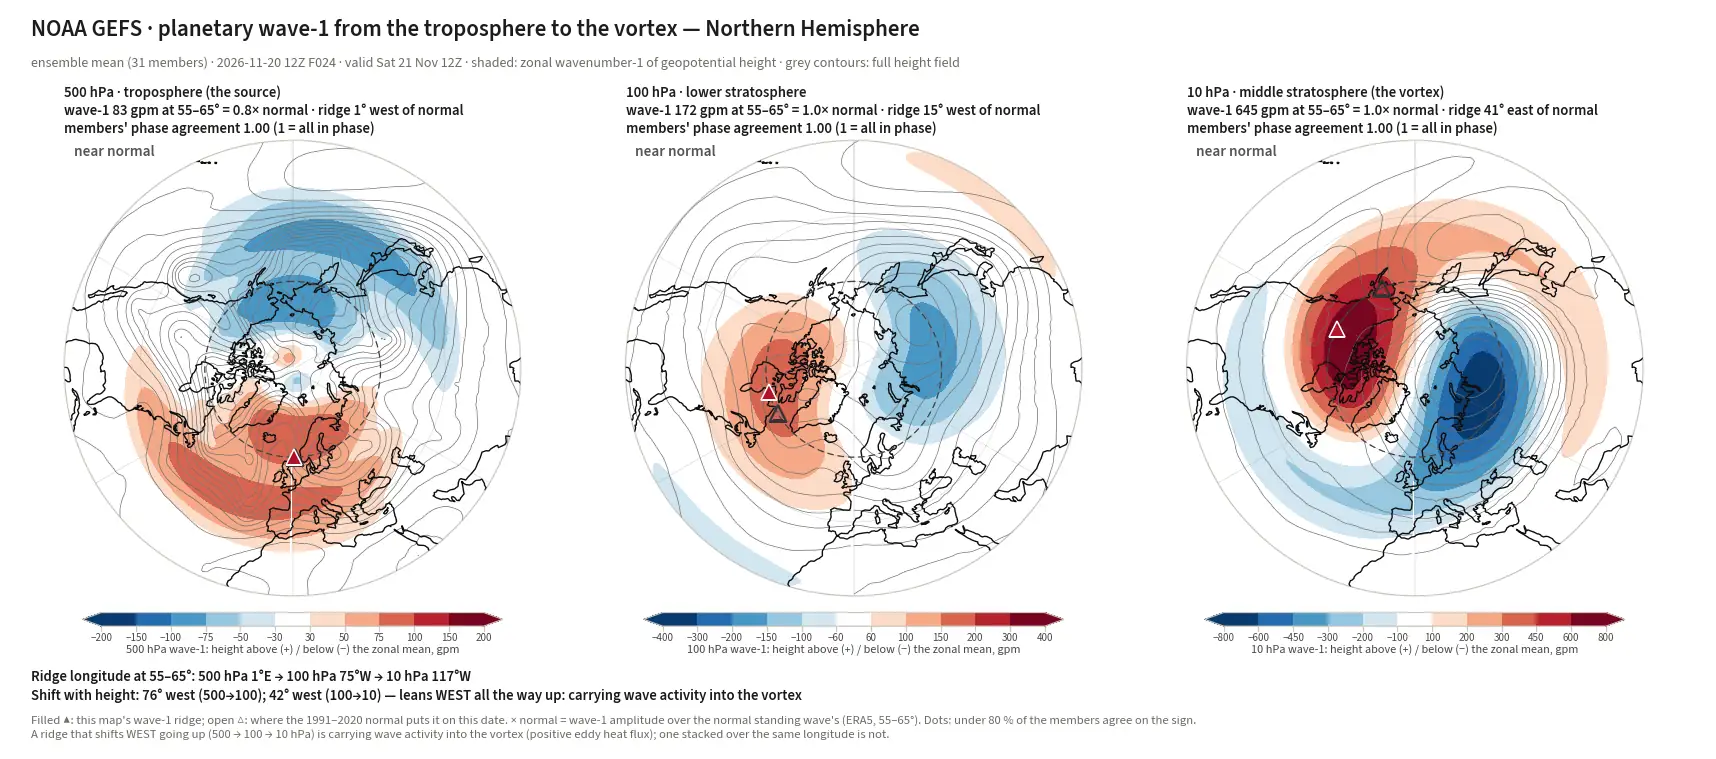 NOAA GEFS · planetary wave-1 from the troposphere to the vortex — Northern Hemisphere
ensemble mean (31 members) · 2026-11-20 12Z F024 · valid Sat 21 Nov 12Z · shaded: zonal wavenumber-1 of geopotential height · grey contours: full height field
500 hPa · troposphere (the source)
wave-1 83 gpm at 55–65° = 0.8× normal · ridge 1° west of normal
members' phase agreement 1.00 (1 = all in phase)
near normal
100 hPa · lower stratosphere
wave-1 172 gpm at 55–65° = 1.0× normal · ridge 15° west of normal
members' phase agreement 1.00 (1 = all in phase)
near normal
10 hPa · middle stratosphere (the vortex)
wave-1 645 gpm at 55–65° = 1.0× normal · ridge 41° east of normal
members' phase agreement 1.00 (1 = all in phase)
near normal
−200 −150 −100 −75 −50 −30 30 50 75 100 150 200
500 hPa wave-1: height above (+) / below (−) the zonal mean, gpm
−400 −300 −200 −150 −100 −60 60 100 150 200 300 400
100 hPa wave-1: height above (+) / below (−) the zonal mean, gpm
−800 −600 −450 −300 −200 −100 100 200 300 450 600 800
10 hPa wave-1: height above (+) / below (−) the zonal mean, gpm
Ridge longitude at 55–65°: 500 hPa 1°E → 100 hPa 75°W → 10 hPa 117°W
Shift with height: 76° west (500→100); 42° west (100→10) — leans WEST all the way up: carrying wave activity into the vortex
Filled ▲: this map's wave-1 ridge; open △: where the 1991–2020 normal puts it on this date. × normal = wave-1 amplitude over the normal standing wave's (ERA5, 55–65°). Dots: under 80 % of the members agree on the sign.
A ridge that shifts WEST going up (500 → 100 → 10 hPa) is carrying wave activity into the vortex (positive eddy heat flux); one stacked over the same longitude is not.